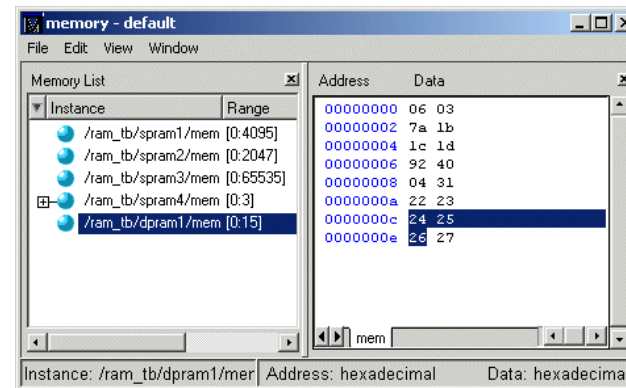 memory - default
File Edit View Window
Memory List
Instance Range
/ram_tb/spram1/mem [0:4095]
/ram_tb/spram2/mem [0:2047]
/ram_tb/spram3/mem [0:65535]
/ram_tb/spram4/mem [0:3]
/ram_tb/dpram1/mem [0:15]
Address Data
00000000 06 03
00000002 7a 1b
00000004 1c 1d
00000006 92 40
00000008 04 31
0000000a 22 23
0000000c 24 25
0000000e 26 27
mem
Instance: /ram_tb/dpram1/mer Address: hexadecimal Data: hexadecima